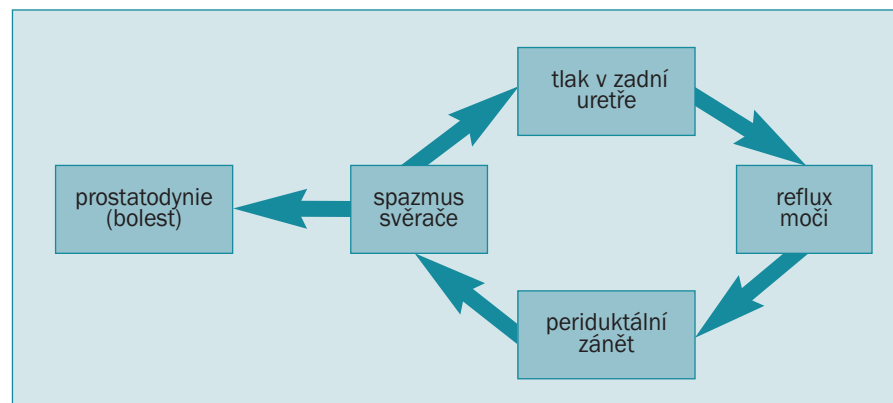 tlak v zadní
uretře
prostatodynie
(bolest)
spazmus
svěrače
reflux
moči
periduktální
zánět